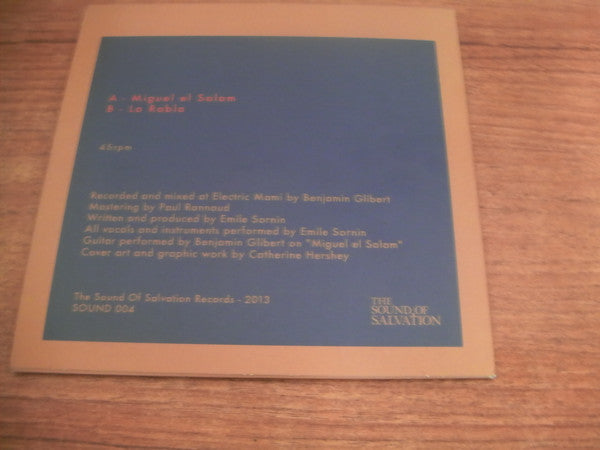 A - Miguel el Salam
B - La Rabia
45rpm
Recorded and mixed at Electric Mami by Benjamin Glibert
Mastering by Paul Rannaud
Written and produced by Emile Sornin
All vocals and instruments performed by Emile Sornin
Guitar performed by Benjamin Glibert on "Miguel el Salam"
Cover art and graphic work by Catherine Hershey
The Sound Of Salvation Records - 2013
SOUND 004
THE
SOUND OF
SALVATION